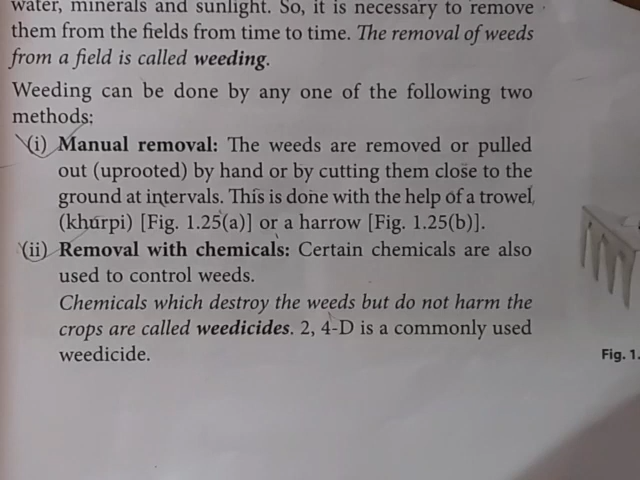 water, minerals and sunlight. So, it is necessary to remove
them from the fields from time to time. The removal of weeds
from a field is called weeding.
Weeding can be done by any one of the following two
methods:
(i) Manual removal: The weeds are removed or pulled
out (uprooted) by hand or by cutting them close to the
ground at intervals. This is done with the help of a trowel
(khurpi) [Fig. 1.25(a)] or a harrow [Fig. 1.25(b)].
(ii) Removal with chemicals: Certain chemicals are also
used to control weeds.
Chemicals which destroy the weeds but do not harm the
crops are called weedicides. 2, 4-D is a commonly used
weedicide.
Fig. 1.